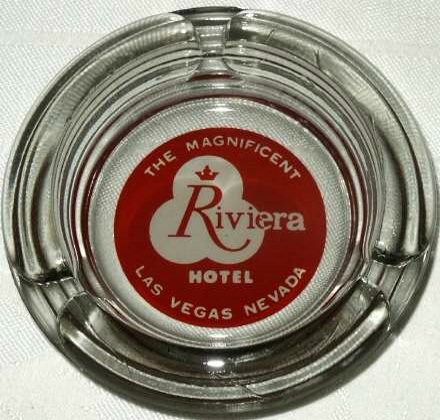 THE MAGNIFICENT
Riviera
HOTEL
LAS VEGAS NEVADA